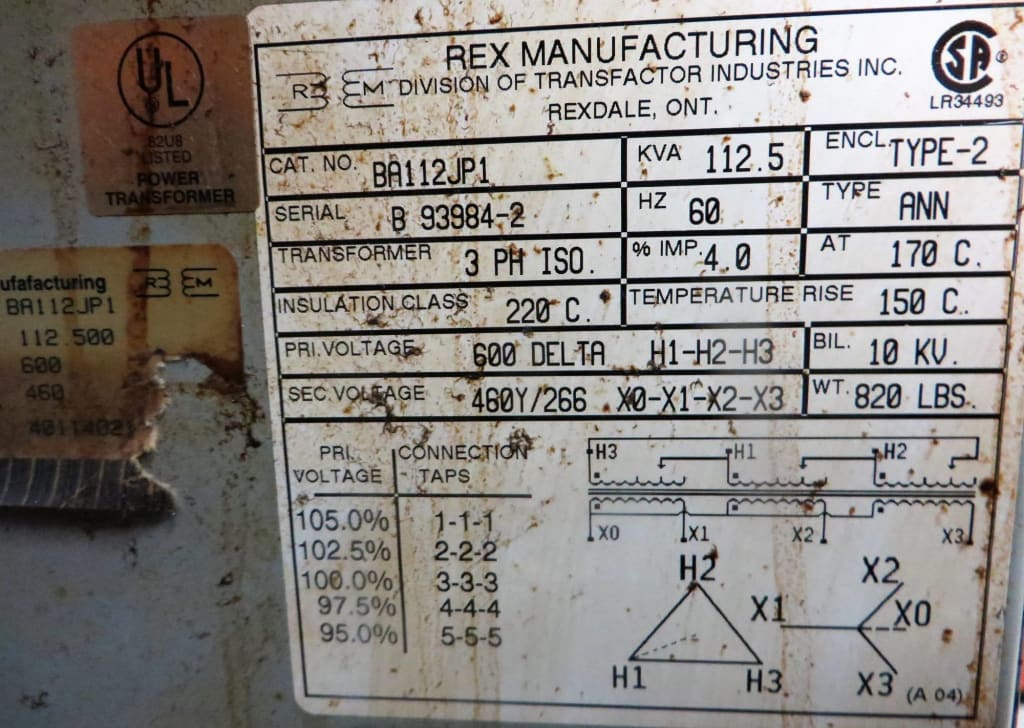 UL
®
82U8
LISTED
POWER
TRANSFORMER
BA112JP1
112.500
600
460
REX MANUFACTURING
DIVISION OF TRANSFACTOR INDUSTRIES INC.
REXDALE, ONT.
SA ®
LR34493
CAT. NO. BA112JP1 KVA 112.5 ENCL. TYPE-2
SERIAL B 93984-2 HZ 60 TYPE ANN
TRANSFORMER 3 PH ISO. % IMP. 4.0 AT 170 C.
INSULATION CLASS 220 C. TEMPERATURE RISE 150 C.
PRI. VOLTAGE 600 DELTA H1-H2-H3 BIL. 10 KV.
SEC. VOLTAGE 460Y/266 X0-X1-X2-X3 WT. 820 LBS.
PRI. CONNECTION
VOLTAGE TAPS
105.0% 1-1-1
102.5% 2-2-2
100.0% 3-3-3
97.5% 4-4-4
95.0% 5-5-5
H3 H1 H2
X0 X1 X2 X3
H2
H1 H3
X2
X1 X0
X3 (A 04)